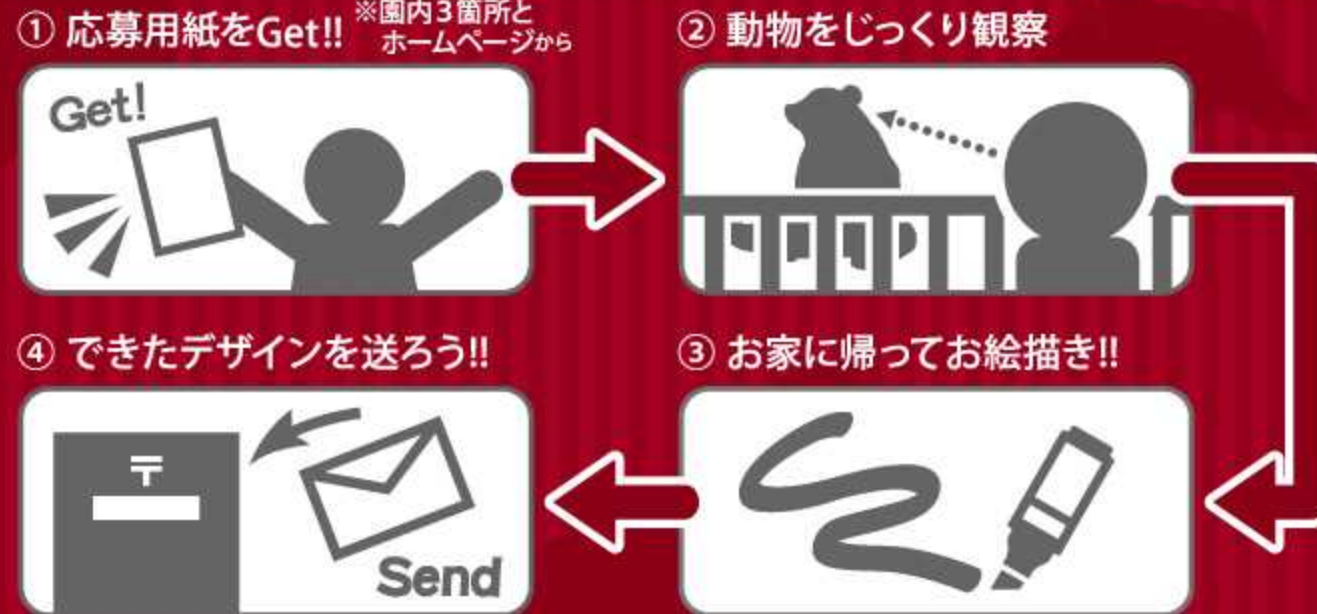 ① 応募用紙をGet!!
※園内3箇所と
ホームページから
Get!
② 動物をじっくり観察
③ お家に帰ってお絵描き!!
④ できたデザインを送ろう!!
〒
Send